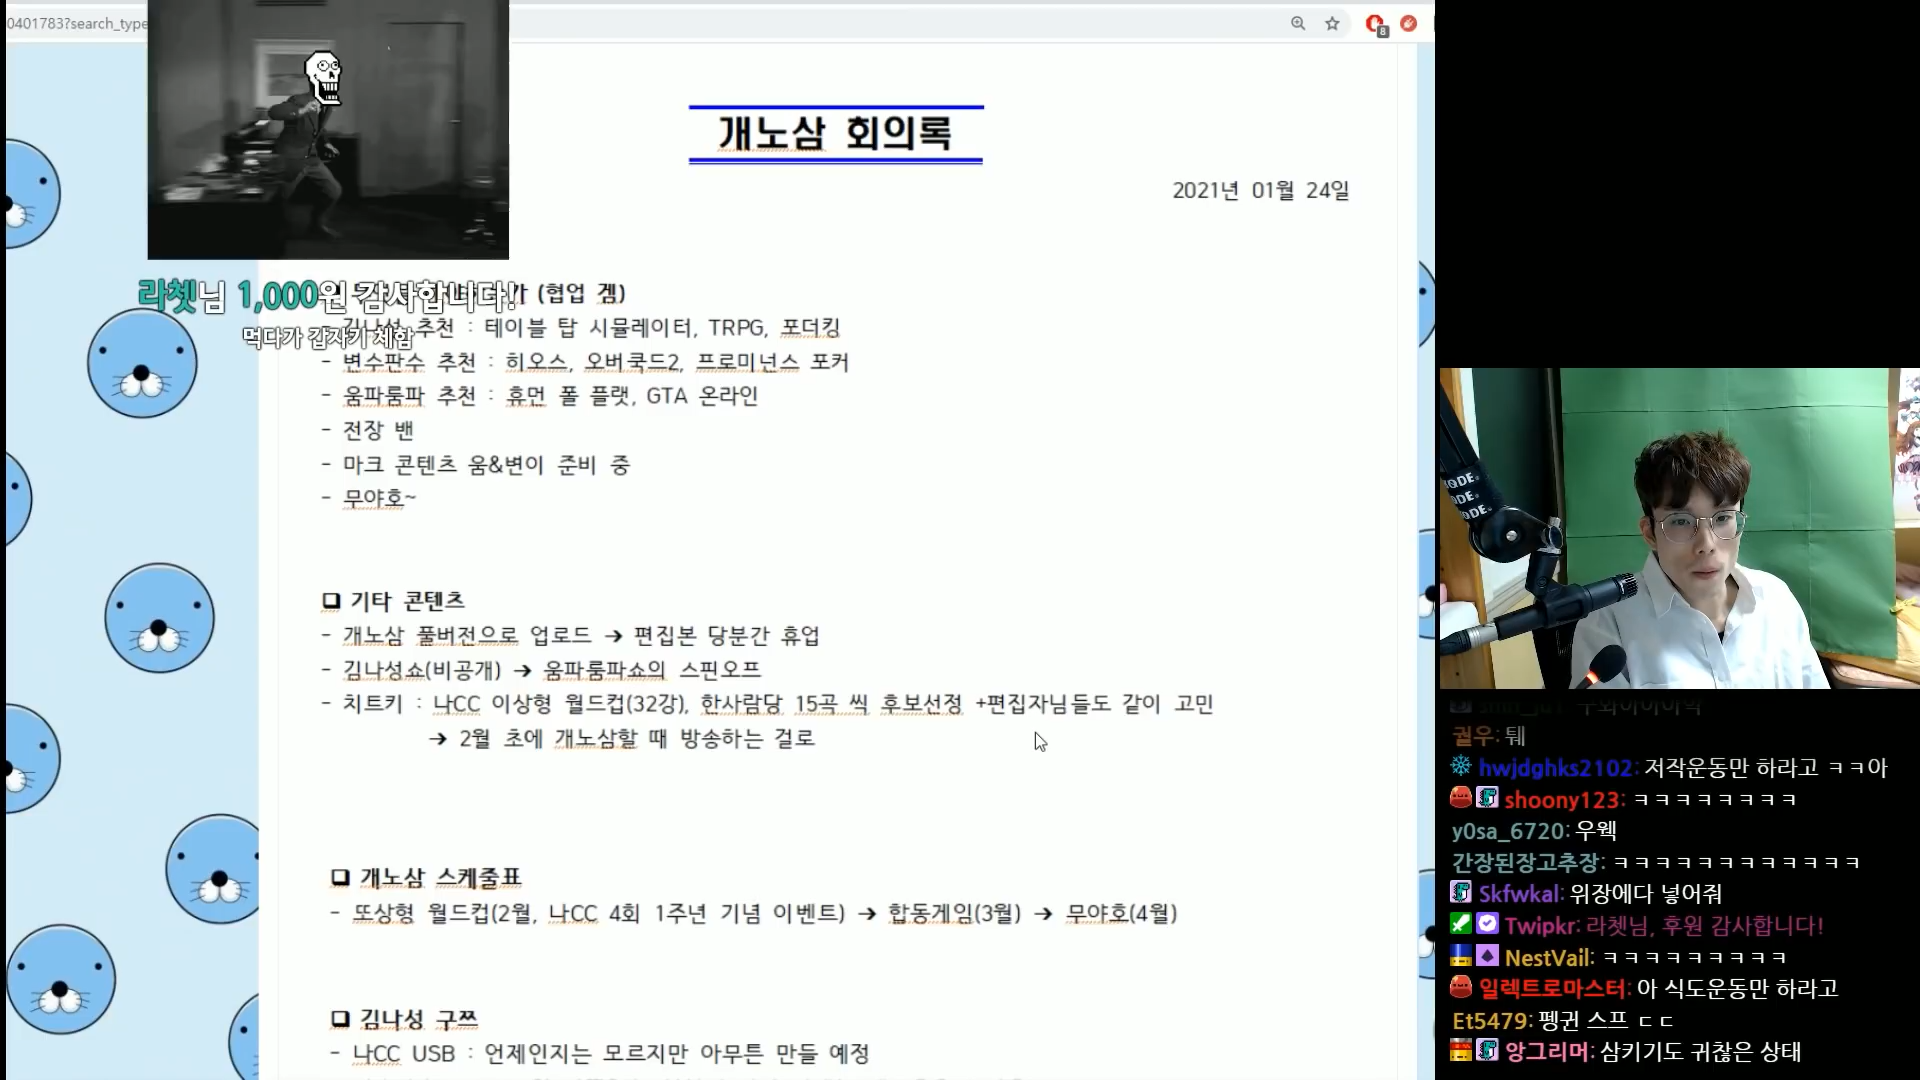 0401783?search_type
8
개노삼 회의록
2021년 01월 24일
라쳇님 1,000원 감사합니다!
먹다가 갑자기 체함
(협업 겜)
추천 : 테이블 탑 시뮬레이터, TRPG, 포더킹
- 변수판수 추천 : 히오스, 오버쿡드2, 프로미넌스 포커
- 움파룸파 추천 : 휴먼 폴 플랫, GTA 온라인
- 전장 밴
- 마크 콘텐츠 움&변이 준비 중
- 무야호~
❑ 기타 콘텐츠
- 개노삼 풀버전으로 업로드 → 편집본 당분간 휴업
- 김나성쇼(비공개) → 움파룸파쇼의 스핀오프
- 치트키 : 나CC 이상형 월드컵(32강), 한사람당 15곡 씩 후보선정 +편집자님들도 같이 고민
→ 2월 초에 개노삼할 때 방송하는 걸로
❑ 개노삼 스케줄표
- 또상형 월드컵(2월, 나CC 4회 1주년 기념 이벤트) → 합동게임(3월) → 무야호(4월)
❑ 김나성 구쯔
- 나CC USB : 언제인지는 모르지만 아무튼 만들 예정
궐우: 퉤
hwjdghks2102: 저작운동만 하라고 ㅋㅋ아
shoony123: ㅋㅋㅋㅋㅋㅋㅋㅋ
y0sa_6720: 우웩
간장된장고추장: ㅋㅋㅋㅋㅋㅋㅋㅋㅋㅋㅋㅋ
Skfwkal: 위장에다 넣어줘
Twipkr: 라쳇님, 후원 감사합니다!
NestVail: ㅋㅋㅋㅋㅋㅋㅋㅋㅋ
일렉트로마스터: 아 식도운동만 하라고
Et5479: 펭귄 스프 ㄷㄷ
앙그리머: 삼키기도 귀찮은 상태